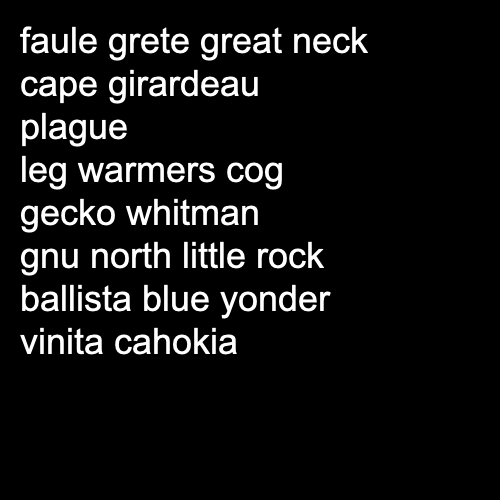 faule grete great neck
cape girardeau
plague
leg warmers cog
gecko whitman
gnu north little rock
ballista blue yonder
vinita cahokia